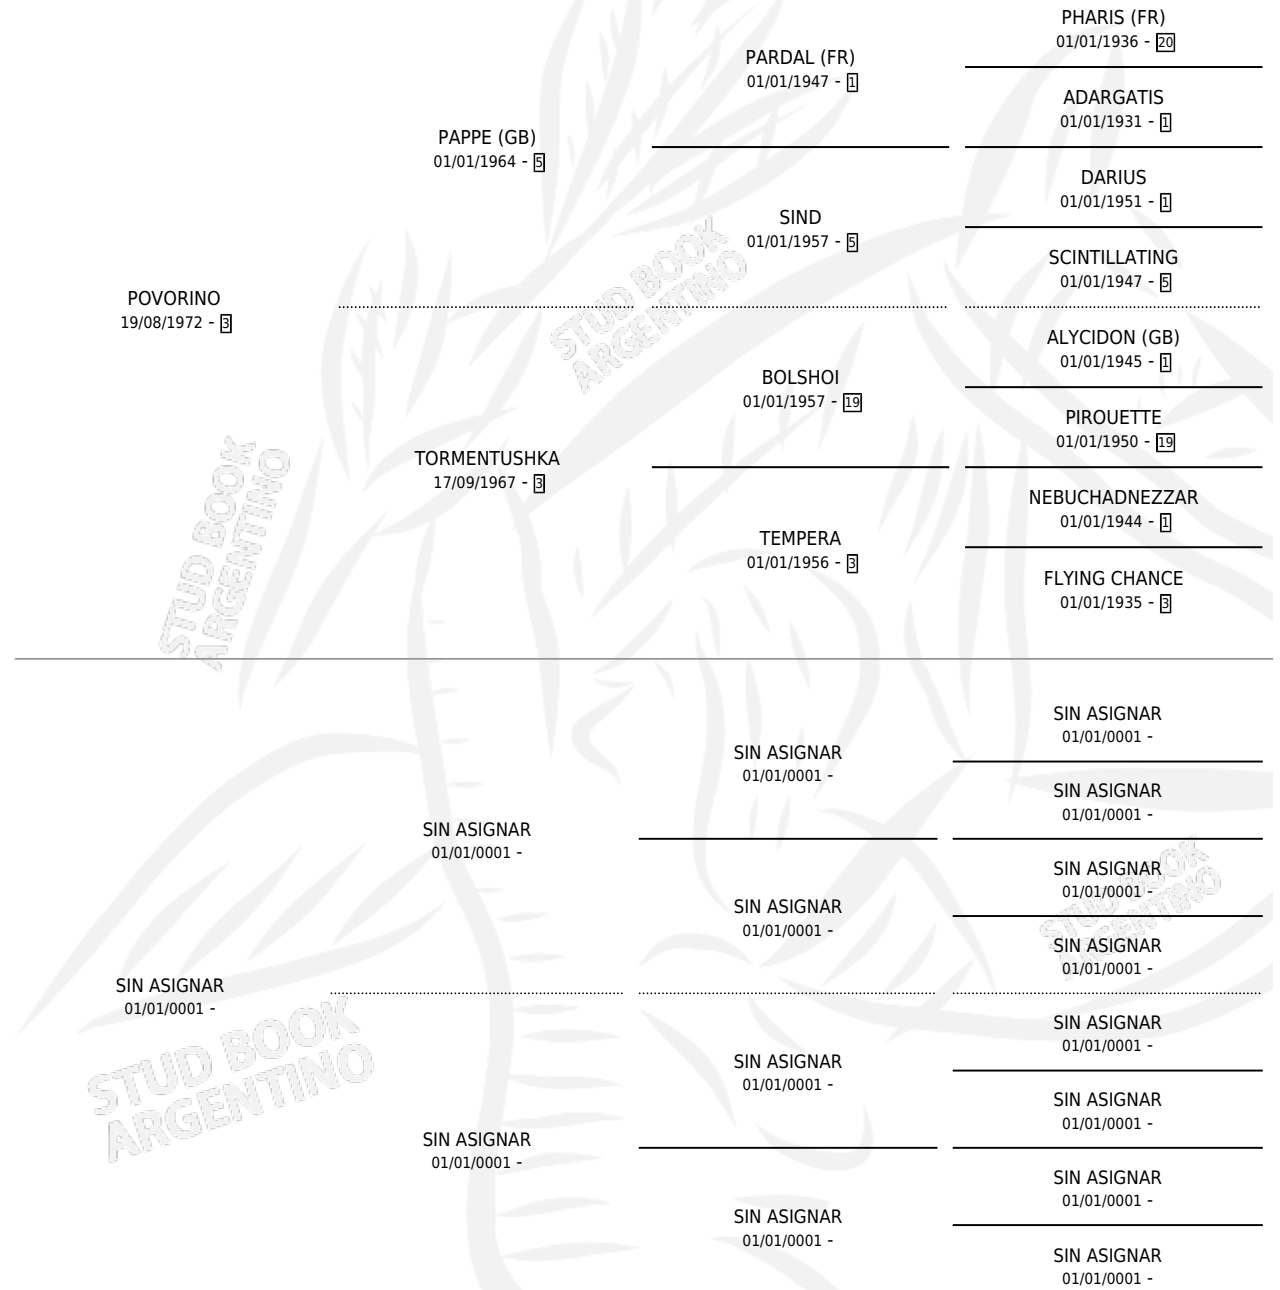 PHARIS (FR)
01/01/1936 - 20
PARDAL (FR)
01/01/1947 - 1
ADARGATIS
01/01/1931 - 1
PAPPE (GB)
01/01/1964 - 5
DARIUS
01/01/1951 - 1
SIND
01/01/1957 - 5
SCINTILLATING
01/01/1947 - 5
POVORINO
19/08/1972 - 3
ALYCIDON (GB)
01/01/1945 - 1
BOLSHOI
01/01/1957 - 19
PIROUETTE
01/01/1950 - 19
TORMENTUSHKA
17/09/1967 - 3
NEBUCHADNEZZAR
01/01/1944 - 1
TEMPERA
01/01/1956 - 3
FLYING CHANCE
01/01/1935 - 3
STUD BOOK
ARGENTINO
STUD BOOK
ARGENTINO
SIN ASIGNAR
01/01/0001 -
SIN ASIGNAR
01/01/0001 -
SIN ASIGNAR
01/01/0001 -
SIN ASIGNAR
01/01/0001 -
SIN ASIGNAR
01/01/0001 -
SIN ASIGNAR
01/01/0001 -
SIN ASIGNAR
01/01/0001 -
SIN ASIGNAR
01/01/0001 -
SIN ASIGNAR
01/01/0001 -
SIN ASIGNAR
01/01/0001 -
SIN ASIGNAR
01/01/0001 -
SIN ASIGNAR
01/01/0001 -
SIN ASIGNAR
01/01/0001 -
SIN ASIGNAR
01/01/0001 -
SIN ASIGNAR
01/01/0001 -
STUD BOOK
ARGENTINO
STUD BOOK
ARGENTINO